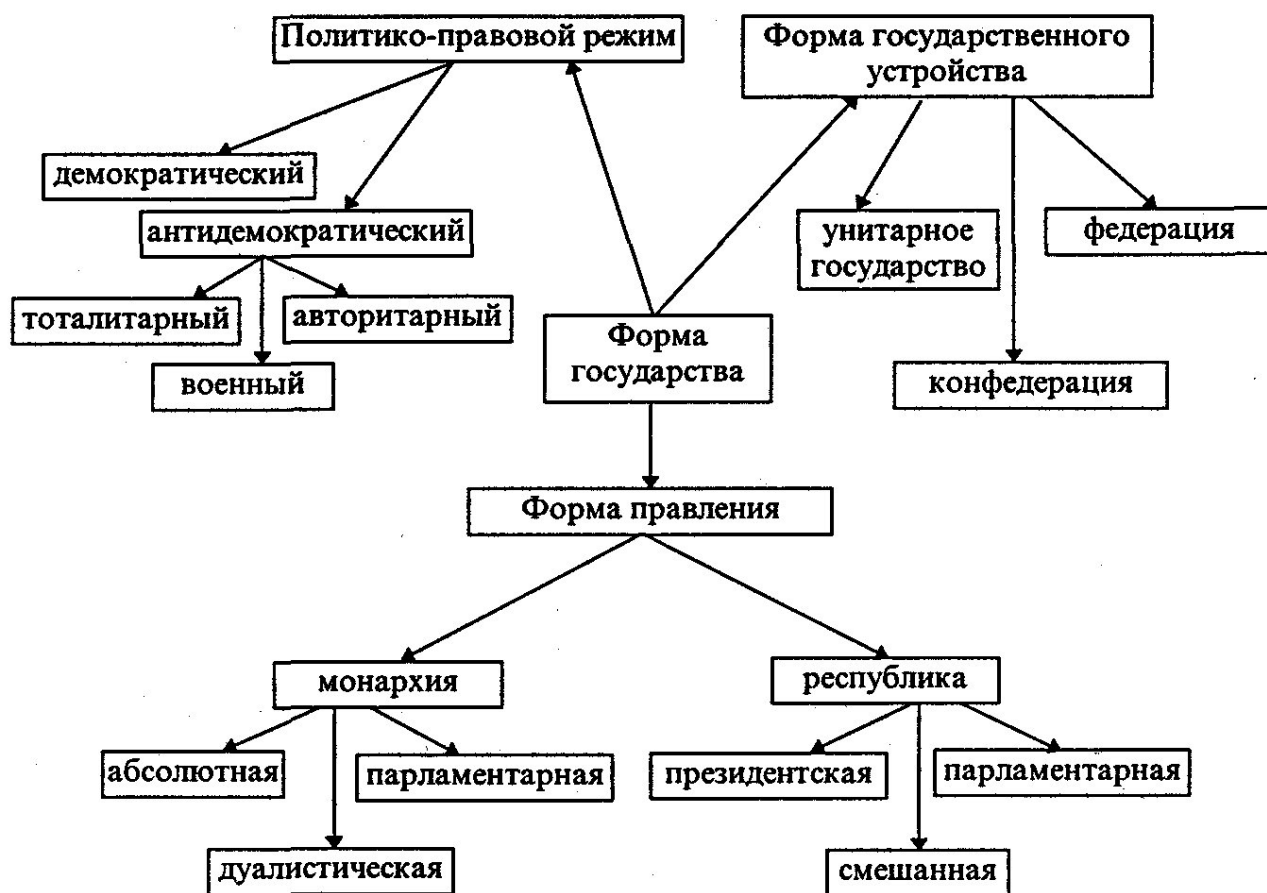 Политико-правовой режим
Форма государственного
устройства
демократический
антидемократический
тоталитарный
авторитарный
военный
унитарное
государство
федерация
конфедерация
Форма
государства
Форма правления
монархия
республика
абсолютная
парламентарная
дуалистическая
президентская
парламентарная
смешанная